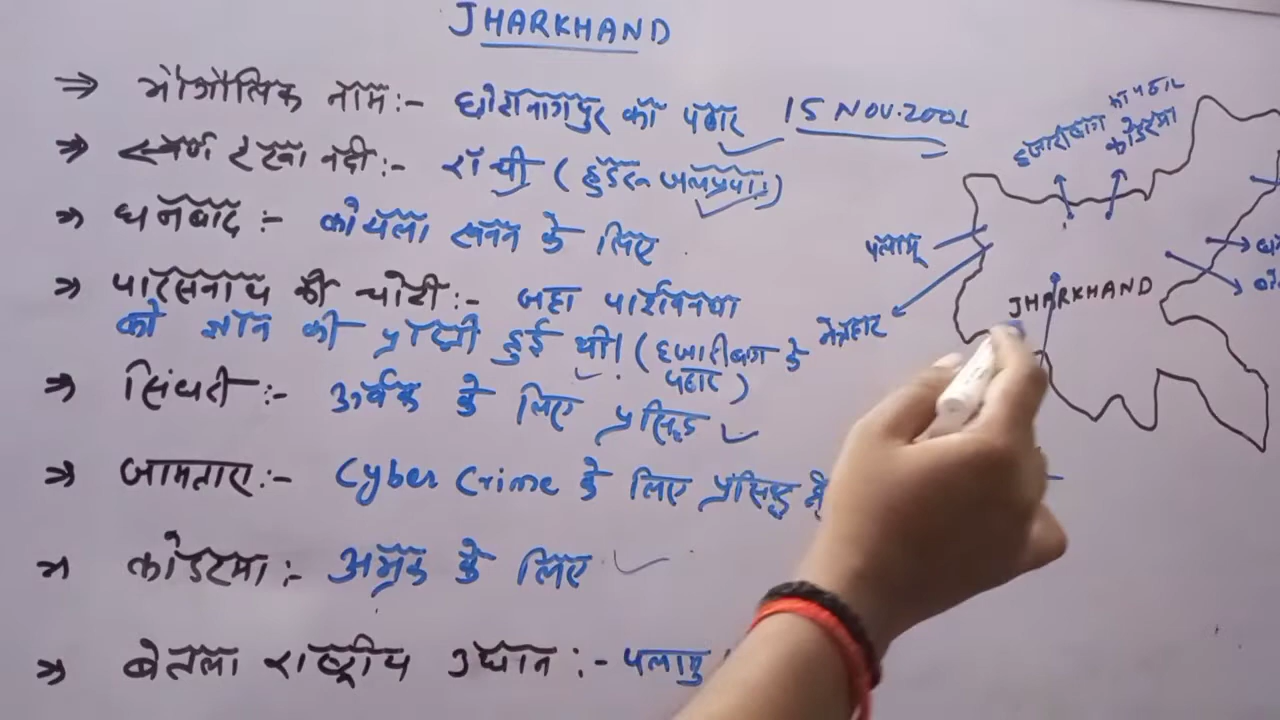 JHARKHAND
⇒ भौगोलिक नाम :- छोटानागपुर का पठार 15 NOV. 2001
⇒ स्वर्ण रेखा नदी :- राँची (हुंडरू जलप्रपात)
⇒ धनबाद :- कोयला खनन के लिए
⇒ पारसनाथ की चोटी :- जहा पार्श्वनाथ
को ज्ञान की प्राप्ती हुई थी। (हजारीबाग के
पठार)
⇒ सिंदरी :- उर्वरक के लिए प्रसिद्ध
⇒ जामताड़ा :- Cyber Crime के लिए प्रसिद्ध
⇒ कोडरमा :- अभ्रक के लिए
⇒ बेतला राष्ट्रीय उद्यान :- पलामु
हजारीबाग
का पठार
कोडरमा
पलामू
JHARKHAND